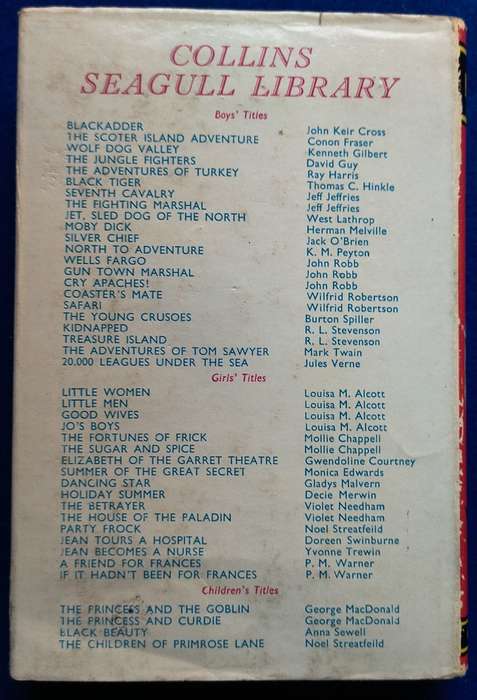 COLLINS
SEAGULL LIBRARY
Boys' Titles
BLACKADDER John Keir Cross
THE SCOTER ISLAND ADVENTURE Conon Fraser
WOLF DOG VALLEY Kenneth Gilbert
THE JUNGLE FIGHTERS David Guy
THE ADVENTURES OF TURKEY Ray Harris
BLACK TIGER Thomas C. Hinkle
SEVENTH CAVALRY Jeff Jeffries
THE FIGHTING MARSHAL Jeff Jeffries
JET, SLED DOG OF THE NORTH West Lathrop
MOBY DICK Herman Melville
SILVER CHIEF Jack O'Brien
NORTH TO ADVENTURE K. M. Peyton
WELLS FARGO John Robb
GUN TOWN MARSHAL John Robb
CRY APACHES! John Robb
COASTER'S MATE Wilfrid Robertson
SAFARI Wilfrid Robertson
THE YOUNG CRUSOES Burton Spiller
KIDNAPPED R. L. Stevenson
TREASURE ISLAND R. L. Stevenson
THE ADVENTURES OF TOM SAWYER Mark Twain
20,000 LEAGUES UNDER THE SEA Jules Verne
Girls' Titles
LITTLE WOMEN Louisa M. Alcott
LITTLE MEN Louisa M. Alcott
GOOD WIVES Louisa M. Alcott
JO'S BOYS Louisa M. Alcott
THE FORTUNES OF FRICK Mollie Chappell
THE SUGAR AND SPICE Mollie Chappell
ELIZABETH OF THE GARRET THEATRE Gwendoline Courtney
SUMMER OF THE GREAT SECRET Monica Edwards
DANCING STAR Gladys Malvern
HOLIDAY SUMMER Decie Merwin
THE BETRAYER Violet Needham
THE HOUSE OF THE PALADIN Violet Needham
PARTY FROCK Noel Streatfeild
JEAN TOURS A HOSPITAL Doreen Swinburne
JEAN BECOMES A NURSE Yvonne Trewin
A FRIEND FOR FRANCES P. M. Warner
IF IT HADN'T BEEN FOR FRANCES P. M. Warner
Children's Titles
THE PRINCESS AND THE GOBLIN George MacDonald
THE PRINCESS AND CURDIE George MacDonald
BLACK BEAUTY Anna Sewell
THE CHILDREN OF PRIMROSE LANE Noel Streatfeild